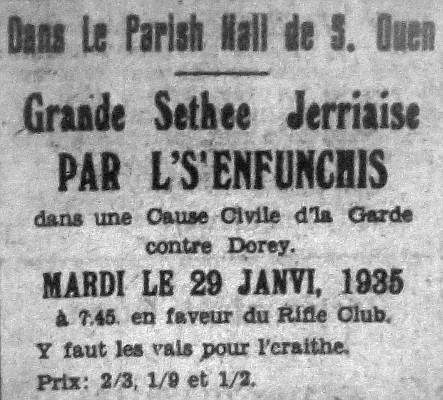 Dans Le Parish Hall de S. Ouen
Grande Sethee Jerriaise
PAR L'S'ENFUNCHIS
dans une Cause Civile d'la Garde
contre Dorey.
MARDI LE 29 JANVI, 1935
à 7.45. en faveur du Rifle Club.
Y faut les vais pour l'craithe.
Prix: 2/3, 1/9 et 1/2.